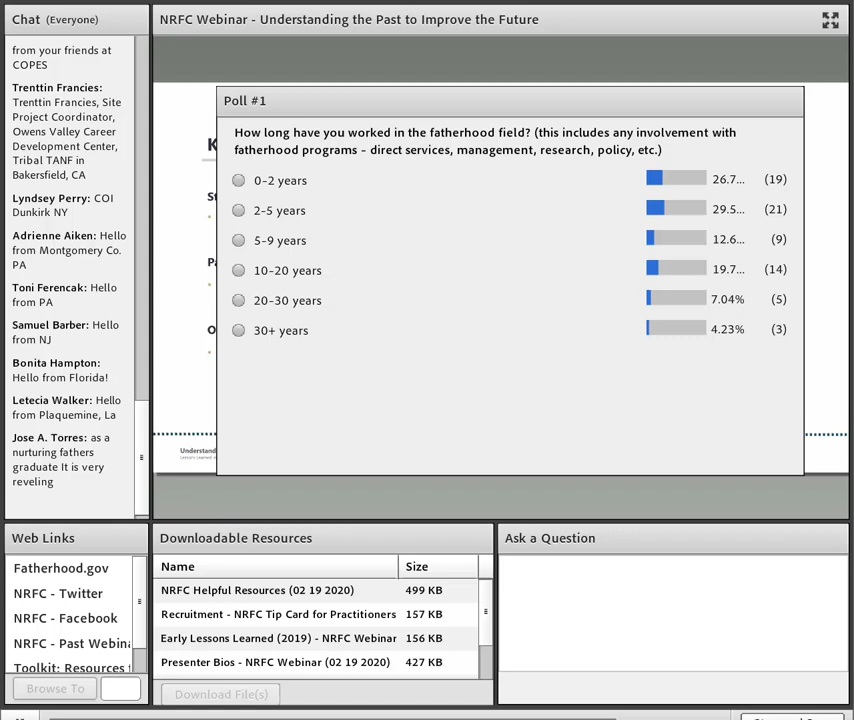 Chat (Everyone)
from your friends at
COPES
Trenttin Francies:
Trenttin Francies, Site
Project Coordinator,
Owens Valley Career
Development Center,
Tribal TANF in
Bakersfield, CA
Lyndsey Perry: COI
Dunkirk NY
Adrienne Aiken: Hello
from Montgomery Co.
PA
Toni Ferencak: Hello
from PA
Samuel Barber: Hello
from NJ
Bonita Hampton:
Hello from Florida!
Letecia Walker: Hello
from Plaquemine, La
Jose A. Torres: as a
nurturing fathers
graduate It is very
reveling
NRFC Webinar - Understanding the Past to Improve the Future
Poll #1
How long have you worked in the fatherhood field? (this includes any involvement with
fatherhood programs - direct services, management, research, policy, etc.)
0-2 years 26.7... (19)
2-5 years 29.5... (21)
5-9 years 12.6... (9)
10-20 years 19.7... (14)
20-30 years 7.04% (5)
30+ years 4.23% (3)
Understand
Web Links
Fatherhood.gov
NRFC - Twitter
NRFC - Facebook
NRFC - Past Webina
Toolkit: Resources
Browse To
Downloadable Resources
Name Size
NRFC Helpful Resources (02 19 2020) 499 KB
Recruitment - NRFC Tip Card for Practitioners 157 KB
Early Lessons Learned (2019) - NRFC Webinar 156 KB
Presenter Bios - NRFC Webinar (02 19 2020) 427 KB
Download File(s)
Ask a Question